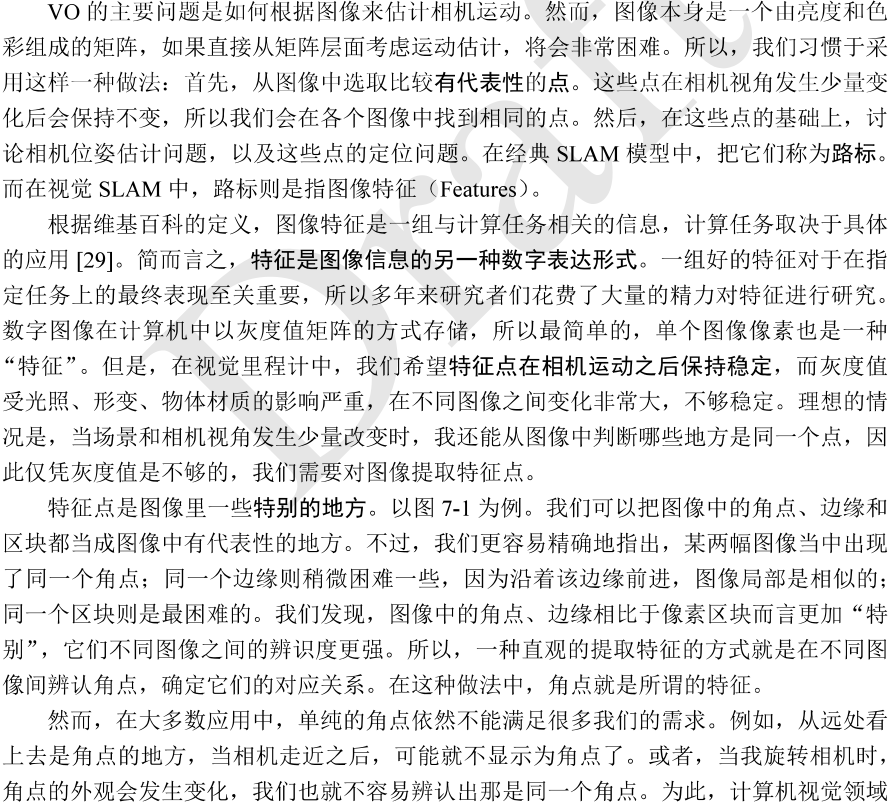 VO 的主要问题是如何根据图像来估计相机运动。然而，图像本身是一个由亮度和色
彩组成的矩阵，如果直接从矩阵层面考虑运动估计，将会非常困难。所以，我们习惯于采
用这样一种做法：首先，从图像中选取比较有代表性的点。这些点在相机视角发生少量变
化后会保持不变，所以我们会在各个图像中找到相同的点。然后，在这些点的基础上，讨
论相机位姿估计问题，以及这些点的定位问题。在经典 SLAM 模型中，把它们称为路标。
而在视觉 SLAM 中，路标则是指图像特征（Features）。
根据维基百科的定义，图像特征是一组与计算任务相关的信息，计算任务取决于具体
的应用 [29]。简而言之，特征是图像信息的另一种数字表达形式。一组好的特征对于在指
定任务上的最终表现至关重要，所以多年来研究者们花费了大量的精力对特征进行研究。
数字图像在计算机中以灰度值矩阵的方式存储，所以最简单的，单个图像像素也是一种
“特征”。但是，在视觉里程计中，我们希望特征点在相机运动之后保持稳定，而灰度值
受光照、形变、物体材质的影响严重，在不同图像之间变化非常大，不够稳定。理想的情
况是，当场景和相机视角发生少量改变时，我还能从图像中判断哪些地方是同一个点，因
此仅凭灰度值是不够的，我们需要对图像提取特征点。
特征点是图像里一些特别的地方。以图 7-1 为例。我们可以把图像中的角点、边缘和
区块都当成图像中有代表性的地方。不过，我们更容易精确地指出，某两幅图像当中出现
了同一个角点；同一个边缘则稍微困难一些，因为沿着该边缘前进，图像局部是相似的；
同一个区块则是最困难的。我们发现，图像中的角点、边缘相比于像素区块而言更加“特
别”，它们不同图像之间的辨识度更强。所以，一种直观的提取特征的方式就是在不同图
像间辨认角点，确定它们的对应关系。在这种做法中，角点就是所谓的特征。
然而，在大多数应用中，单纯的角点依然不能满足很多我们的需求。例如，从远处看
上去是角点的地方，当相机走近之后，可能就不显示为角点了。或者，当我旋转相机时，
角点的外观会发生变化，我们也就不容易辨认出那是同一个角点。为此，计算机视觉领域
Draft